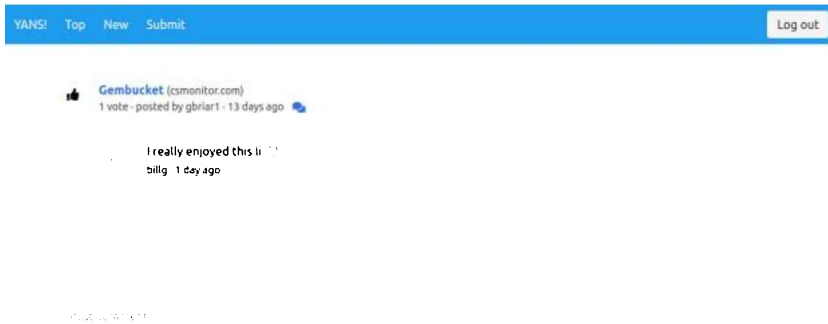 YANS! Top New Submit Log out
Gembucket (csmonitor.com)
1 vote · posted by gbriar1 · 13 days ago
I really enjoyed this
billg 1 day ago